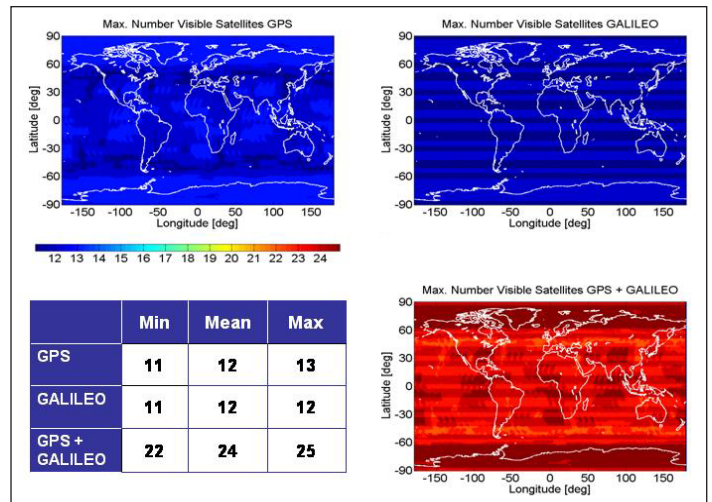 Max. Number Visible Satellites GPS
90
60
30
0
-30
-60
-90
Latitude [deg]
-150 -100 -50 0 50 100 150
Longitude [deg]
Max. Number Visible Satellites GALILEO
90
60
30
0
-30
-60
-90
Latitude [deg]
-150 -100 -50 0 50 100 150
Longitude [deg]
12 13 14 15 16 17 18 19 20 21 22 23 24
Min Mean Max
GPS 11 12 13
GALILEO 11 12 12
GPS +
GALILEO 22 24 25
Max. Number Visible Satellites GPS + GALILEO
90
60
30
0
-30
-60
-90
Latitude [deg]
-150 -100 -50 0 50 100 150
Longitude [deg]